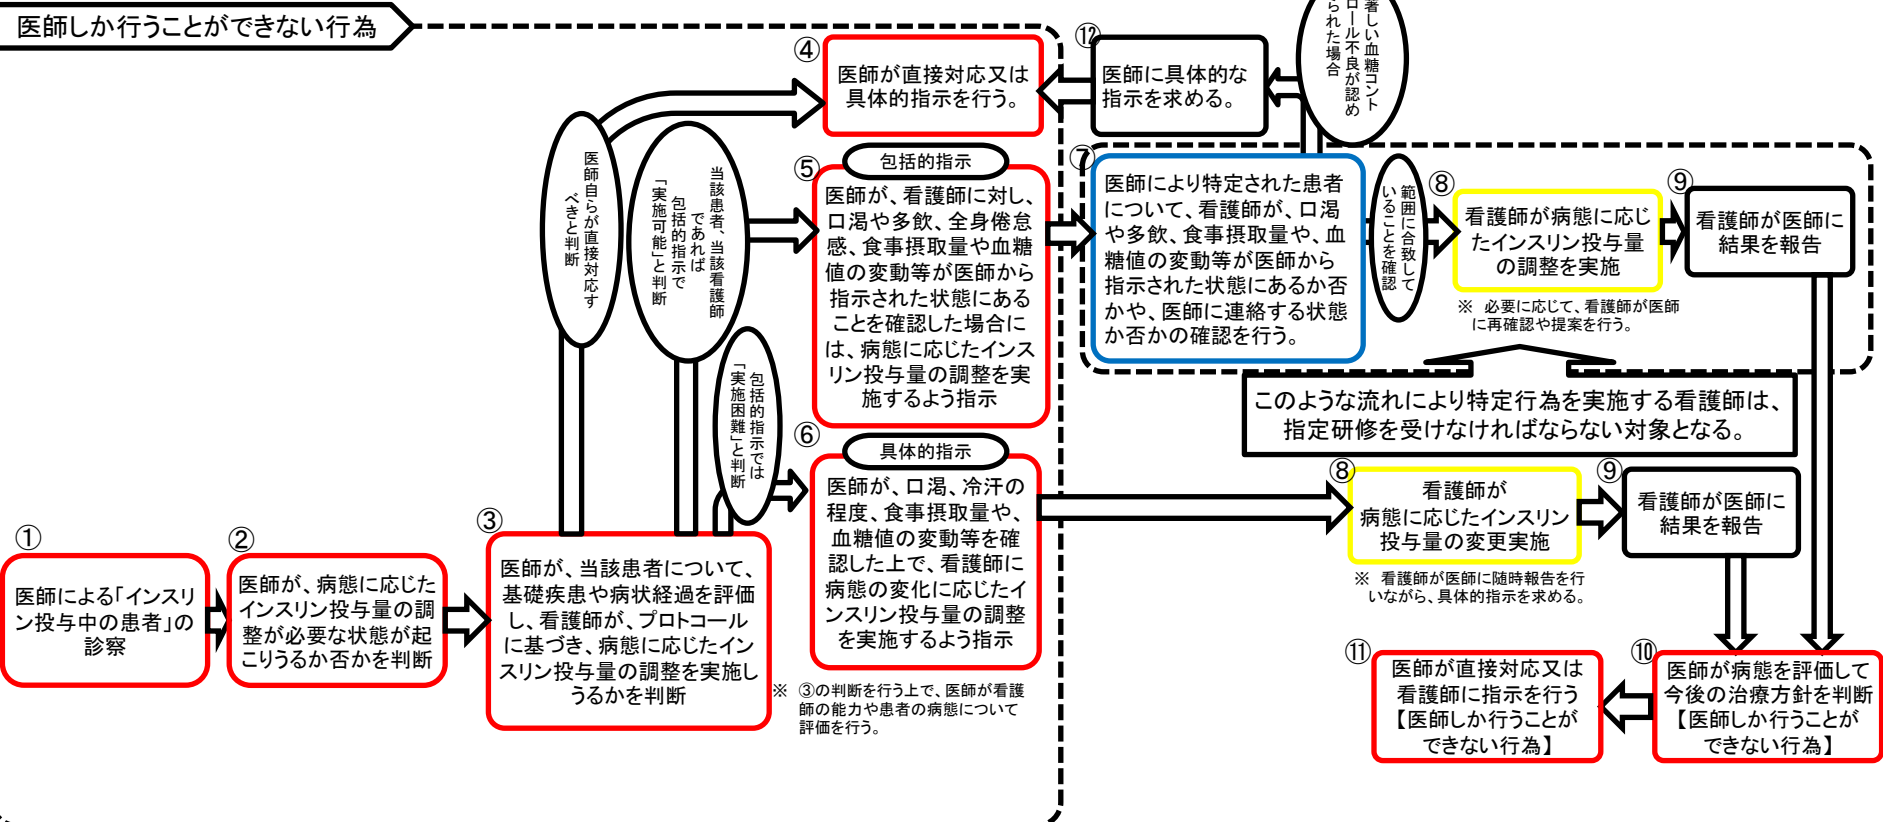 医師しか行うことができない行為
①
医師による「インスリ
ン投与中の患者」の
診察
②
医師が、病態に応じた
インスリン投与量の調
整が必要な状態が起
こりうるか否かを判断
③
医師が、当該患者について、
基礎疾患や病状経過を評価
し、看護師が、プロトコール
に基づき、病態に応じたイン
スリン投与量の調整を実施し
うるかを判断
※ ③の判断を行う上で、医師が看護
師の能力や患者の病態について
評価を行う。
医師自らが直接対応す
べきと判断
当該患者、当該看護師
であれば
包括的指示で
「実施可能」と判断
包括的指示では
「実施困難」と判断
④
医師が直接対応又は
具体的指示を行う。
⑤
包括的指示
医師が、看護師に対し、
口渇や多飲、全身倦怠
感、食事摂取量や血糖
値の変動等が医師から
指示された状態にある
ことを確認した場合に
は、病態に応じたインス
リン投与量の調整を実
施するよう指示
⑥
具体的指示
医師が、口渇、冷汗の
程度、食事摂取量や、
血糖値の変動等を確
認した上で、看護師に
病態の変化に応じたイ
ンスリン投与量の調整
を実施するよう指示
⑫
医師に具体的な
指示を求める。
著しい血糖コント
ロール不良が認め
られた場合
⑦
医師により特定された患者
について、看護師が、口渇
や多飲、食事摂取量や、血
糖値の変動等が医師から
指示された状態にあるか否
かや、医師に連絡する状態
か否かの確認を行う。
範囲に合致して
いることを確認
⑧
看護師が病態に応じ
たインスリン投与量
の調整を実施
※ 必要に応じて、看護師が医師
に再確認や提案を行う。
⑨
看護師が医師に
結果を報告
このような流れにより特定行為を実施する看護師は、
指定研修を受けなければならない対象となる。
⑧
看護師が
病態に応じたインスリン
投与量の変更実施
※ 看護師が医師に随時報告を行
いながら、具体的指示を求める。
⑨
看護師が医師に
結果を報告
⑩
医師が病態を評価して
今後の治療方針を判断
【医師しか行うことが
できない行為】
⑪
医師が直接対応又は
看護師に指示を行う
【医師しか行うことが
できない行為】